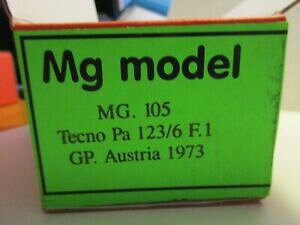 Mg model
MG. 105
Tecno Pa 123/6 F.1
GP. Austria 1973